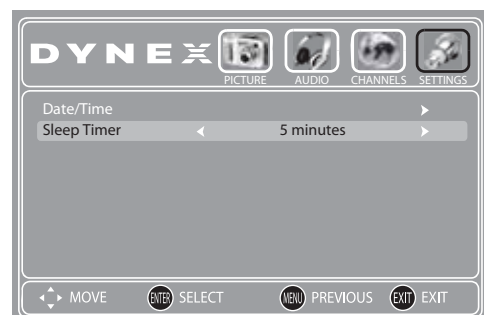 DYNEX
PICTURE AUDIO CHANNELS SETTINGS
Date/Time
Sleep Timer 5 minutes
MOVE ENTER SELECT MENU PREVIOUS EXIT EXIT